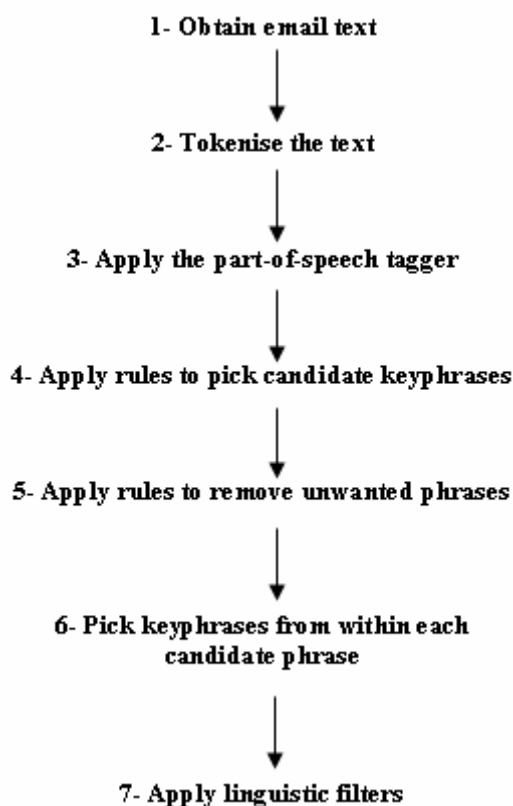 1- Obtain email text
2- Tokenise the text
3- Apply the part-of-speech tagger
4- Apply rules to pick candidate keyphrases
5- Apply rules to remove unwanted phrases
6- Pick keyphrases from within each
candidate phrase
7- Apply linguistic filters